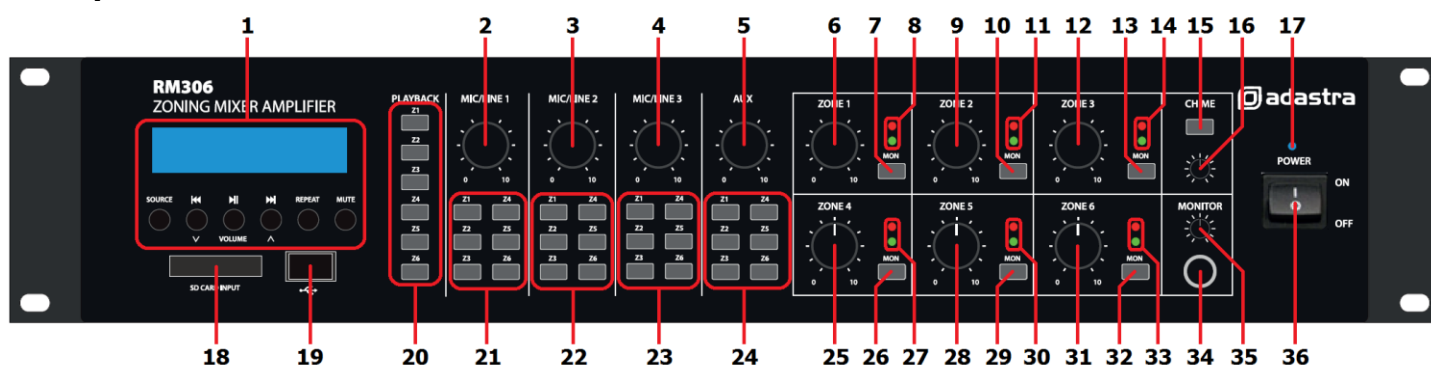 1 2 3 4 5 6 7 8 9 10 11 12 13 14 15 16 17
RM306
ZONING MIXER AMPLIFIER
PLAYBACK MIC/LINE 1 MIC/LINE 2 MIC/LINE 3 AUX ZONE 1 ZONE 2 ZONE 3 CHIME adastra
Z1
Z2
Z3
MON MON MON
POWER
0 10 0 10 0 10 0 10 0 10 0 10 0 10
ON
OFF
SOURCE REPEAT MUTE
VOLUME
Z4
Z5
Z6
Z1 Z4 Z1 Z4 Z1 Z4 Z1 Z4
Z2 Z5 Z2 Z5 Z2 Z5 Z2 Z5
Z3 Z6 Z3 Z6 Z3 Z6 Z3 Z6
ZONE 4 ZONE 5 ZONE 6 MONITOR
MON MON MON
0 10 0 10 0 10
SD CARD INPUT
18 19 20 21 22 23 24 25 26 27 28 29 30 31 32 33 34 35 36